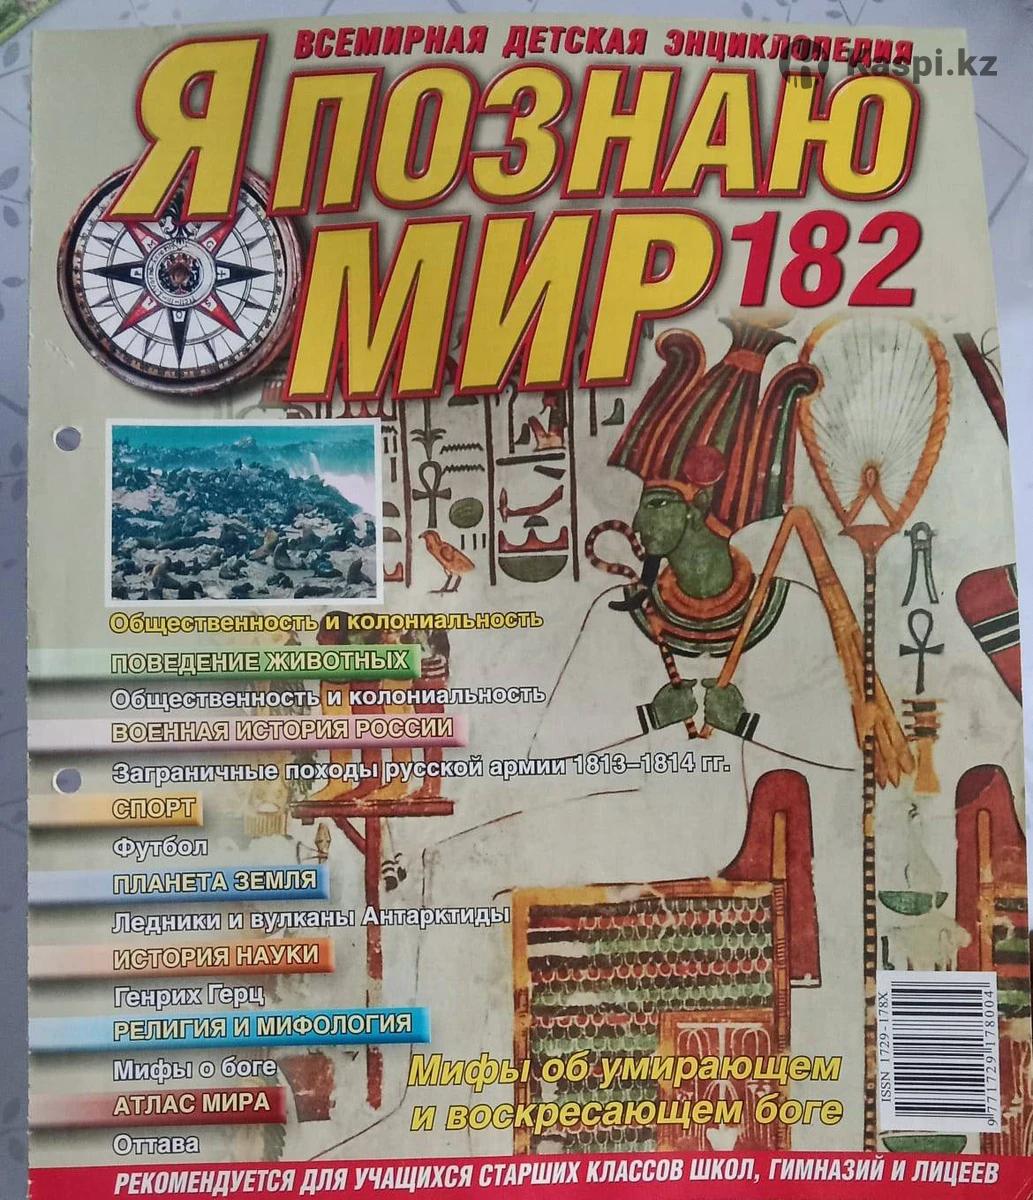 ВСЕМИРНАЯ ДЕТСКАЯ ЭНЦИКЛОПЕДИЯ
Kaspi.kz
Я ПОЗНАЮ
МИР 182
Общественность и колониальность
ПОВЕДЕНИЕ ЖИВОТНЫХ
Общественность и колониальность
ВОЕННАЯ ИСТОРИЯ РОССИИ
Заграничные походы русской армии 1813–1814 гг.
СПОРТ
Футбол
ПЛАНЕТА ЗЕМЛЯ
Ледники и вулканы Антарктиды
ИСТОРИЯ НАУКИ
Генрих Герц
РЕЛИГИЯ И МИФОЛОГИЯ
Мифы о боге
АТЛАС МИРА
Оттава
Мифы об умирающем
и воскресающем боге
ISSN 1729-178X
9 771729 178004
РЕКОМЕНДУЕТСЯ ДЛЯ УЧАЩИХСЯ СТАРШИХ КЛАССОВ ШКОЛ, ГИМНАЗИЙ И ЛИЦЕЕВ